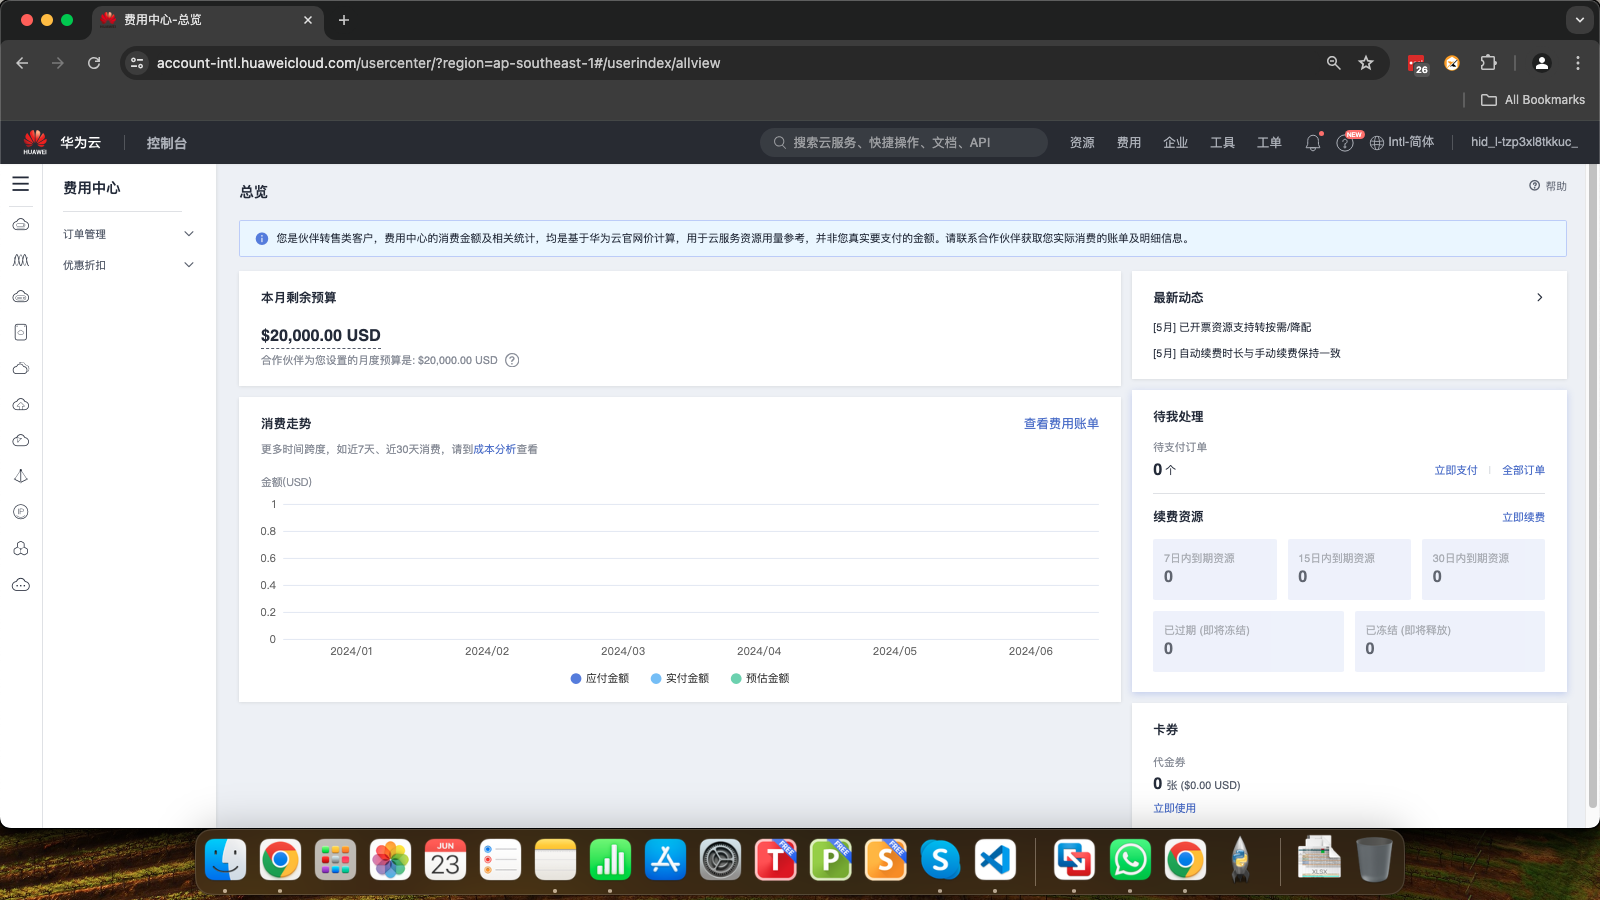 费用中心-总览
account-intl.huaweicloud.com/usercenter/?region=ap-southeast-1#/userindex/allview
26
All Bookmarks
HUAWEI
华为云
控制台
搜索云服务、快捷操作、文档、API
资源
费用
企业
工具
工单
NEW
Intl-简体
hid_l-tzp3xl8tkkuc_
费用中心
订单管理
优惠折扣
总览
帮助
您是伙伴转售类客户，费用中心的消费金额及相关统计，均是基于华为云官网价计算，用于云服务资源用量参考，并非您真实要支付的金额。请联系合作伙伴获取您实际消费的账单及明细信息。
本月剩余预算
$20,000.00 USD
合作伙伴为您设置的月度预算是: $20,000.00 USD
最新动态
[5月] 已开票资源支持转按需/降配
[5月] 自动续费时长与手动续费保持一致
消费走势
查看费用账单
更多时间跨度，如近7天、近30天消费，请到成本分析查看
金额(USD)
1
0.8
0.6
0.4
0.2
0
2024/01
2024/02
2024/03
2024/04
2024/05
2024/06
应付金额
实付金额
预估金额
待我处理
待支付订单
0 个
立即支付
全部订单
续费资源
立即续费
7日内到期资源
0
15日内到期资源
0
30日内到期资源
0
已过期 (即将冻结)
0
已冻结 (即将释放)
0
卡券
代金券
0 张 ($0.00 USD)
立即使用
IP
JUN
23
T
FREE
P
FREE
S
FREE
S
XLSX